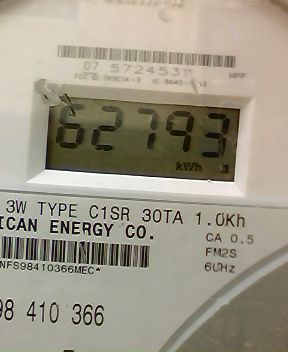 07 5724531
62793
kWh
3W TYPE C1SR 30TA 1.0Kh
ICAN ENERGY CO.
CA 0.5
FM2S
60Hz
NFS98410366MEC*
98 410 366